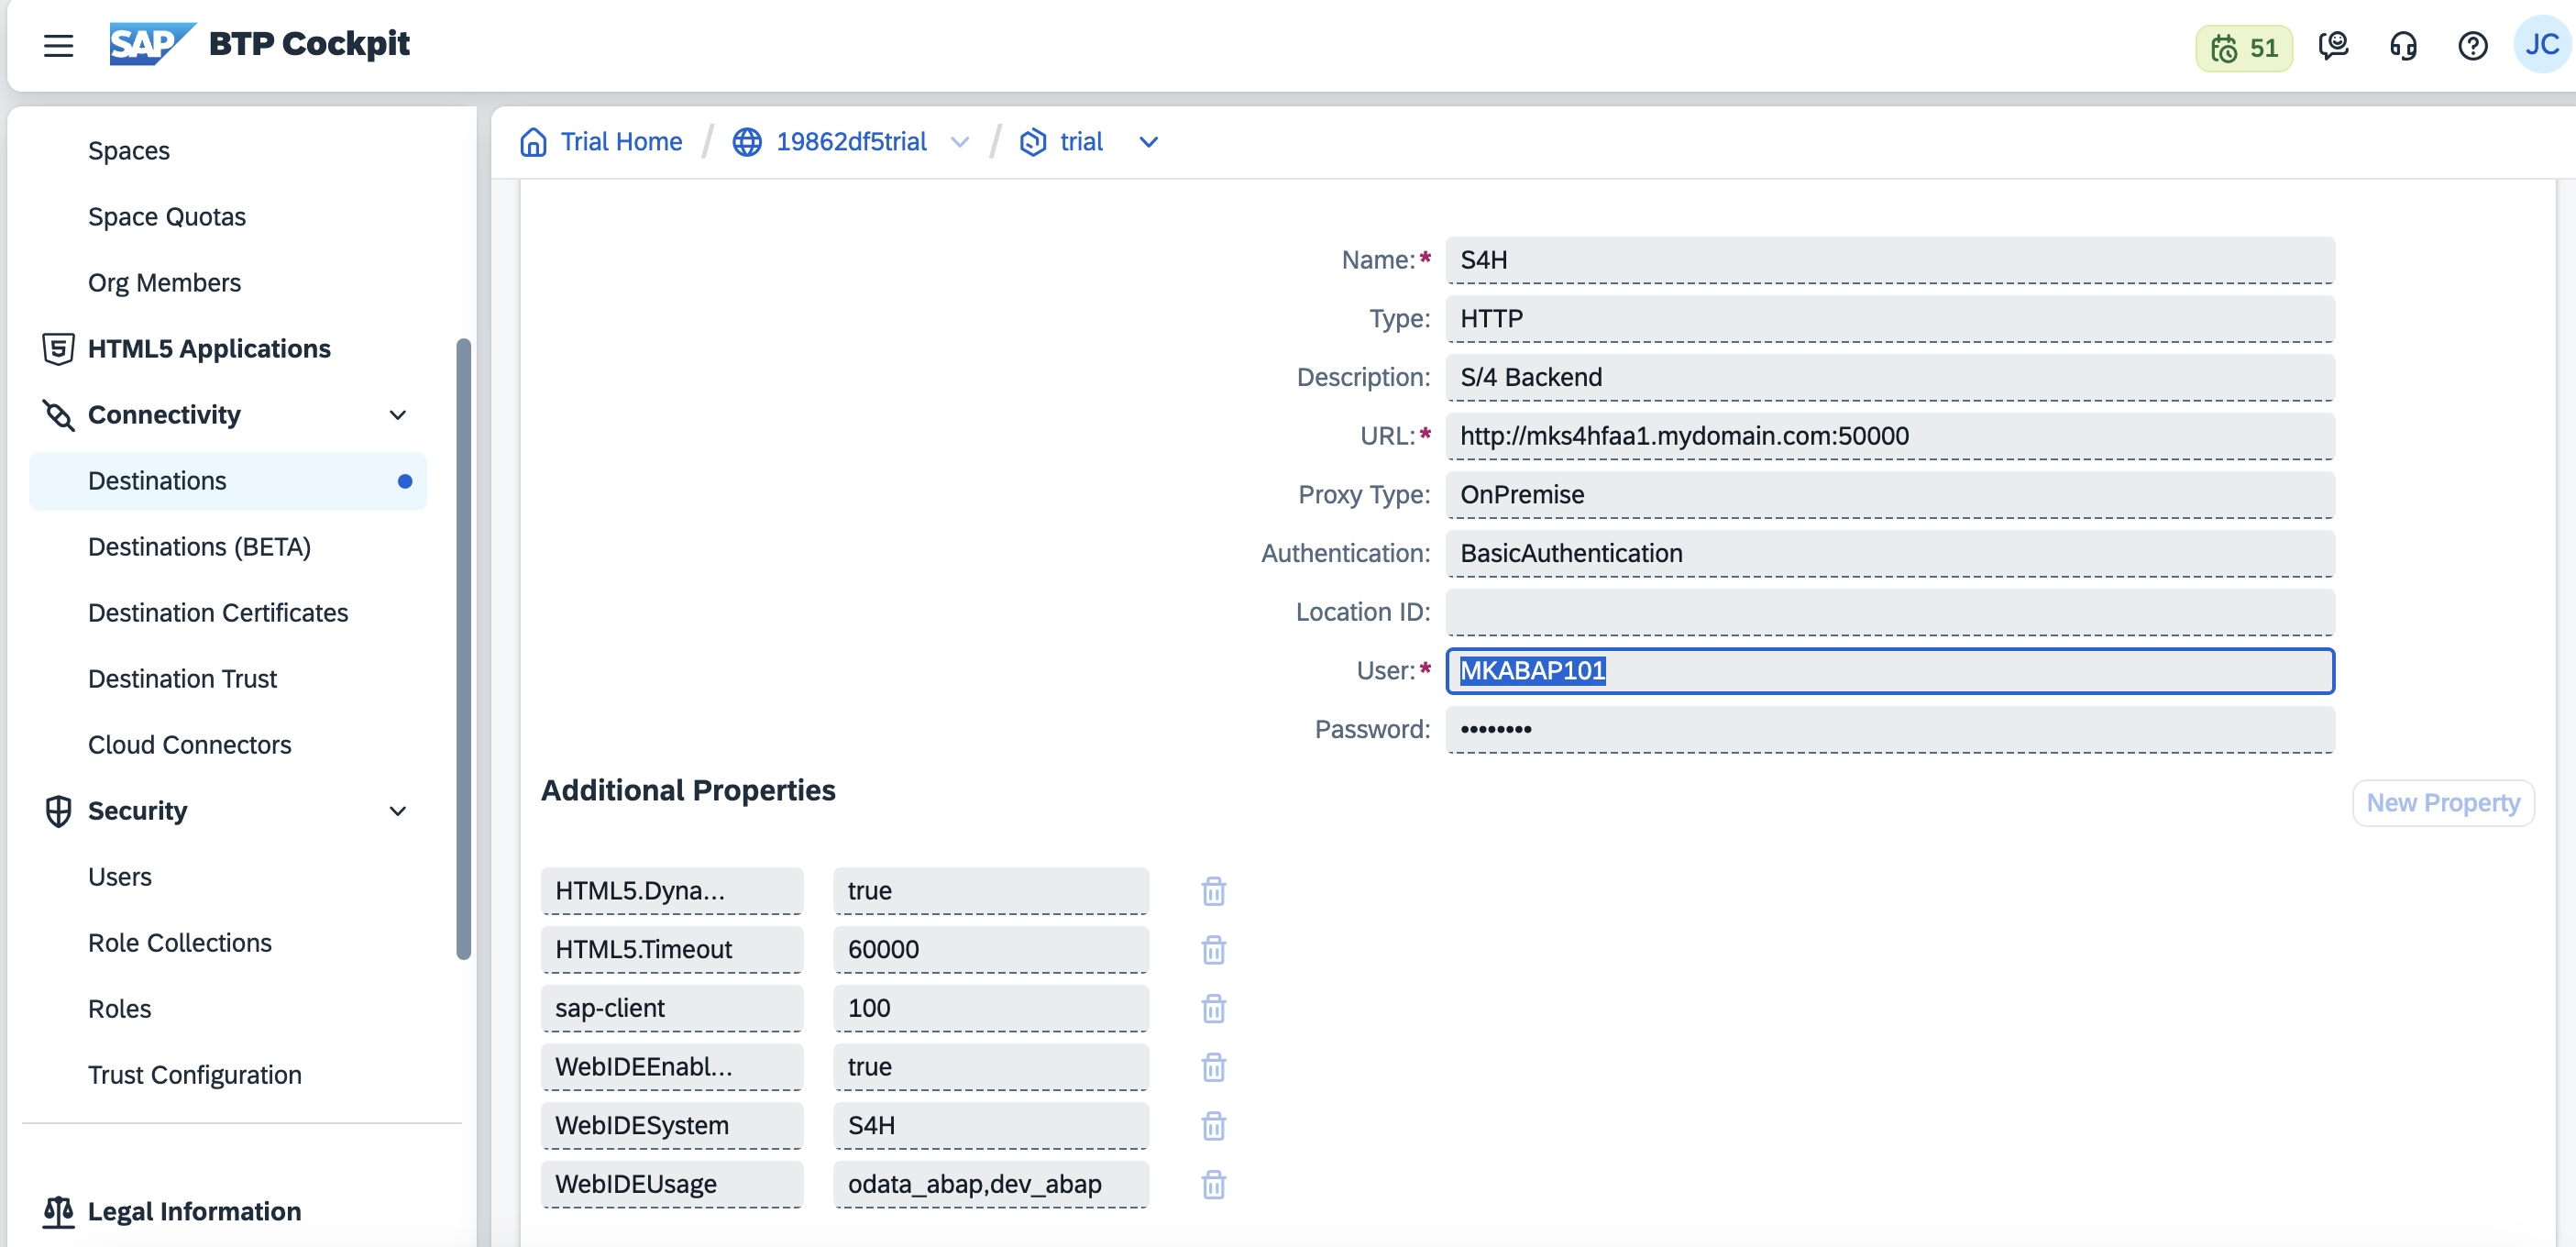 SAP BTP Cockpit
51
JC
Spaces
Space Quotas
Org Members
HTML5 Applications
Connectivity
Destinations
Destinations (BETA)
Destination Certificates
Destination Trust
Cloud Connectors
Security
Users
Role Collections
Roles
Trust Configuration
Legal Information
Trial Home / 19862df5trial / trial
Name:* S4H
Type: HTTP
Description: S/4 Backend
URL:* http://mks4hfaa1.mydomain.com:50000
Proxy Type: OnPremise
Authentication: BasicAuthentication
Location ID:
User:* MKABAP101
Password: ••••••••
Additional Properties
New Property
HTML5.Dyna... true
HTML5.Timeout 60000
sap-client 100
WebIDEEnabl... true
WebIDESystem S4H
WebIDEUsage odata_abap,dev_abap